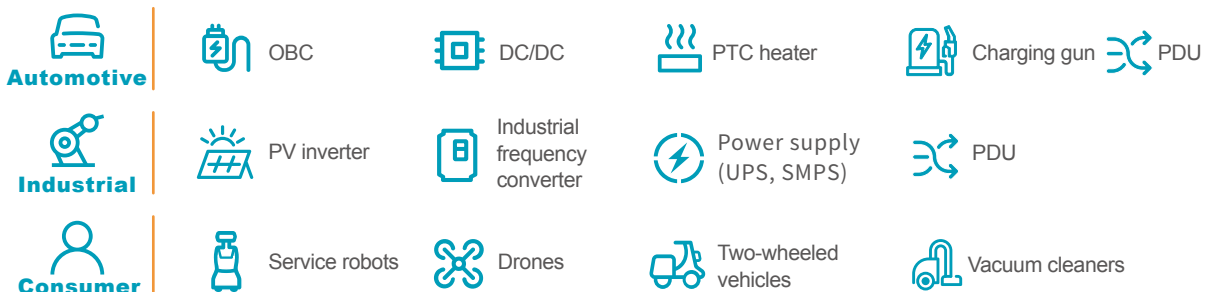 Automotive
OBC
DC/DC
PTC heater
Charging gun
PDU
Industrial
PV inverter
Industrial
frequency
converter
Power supply
(UPS, SMPS)
PDU
Consumer
Service robots
Drones
Two-wheeled
vehicles
Vacuum cleaners